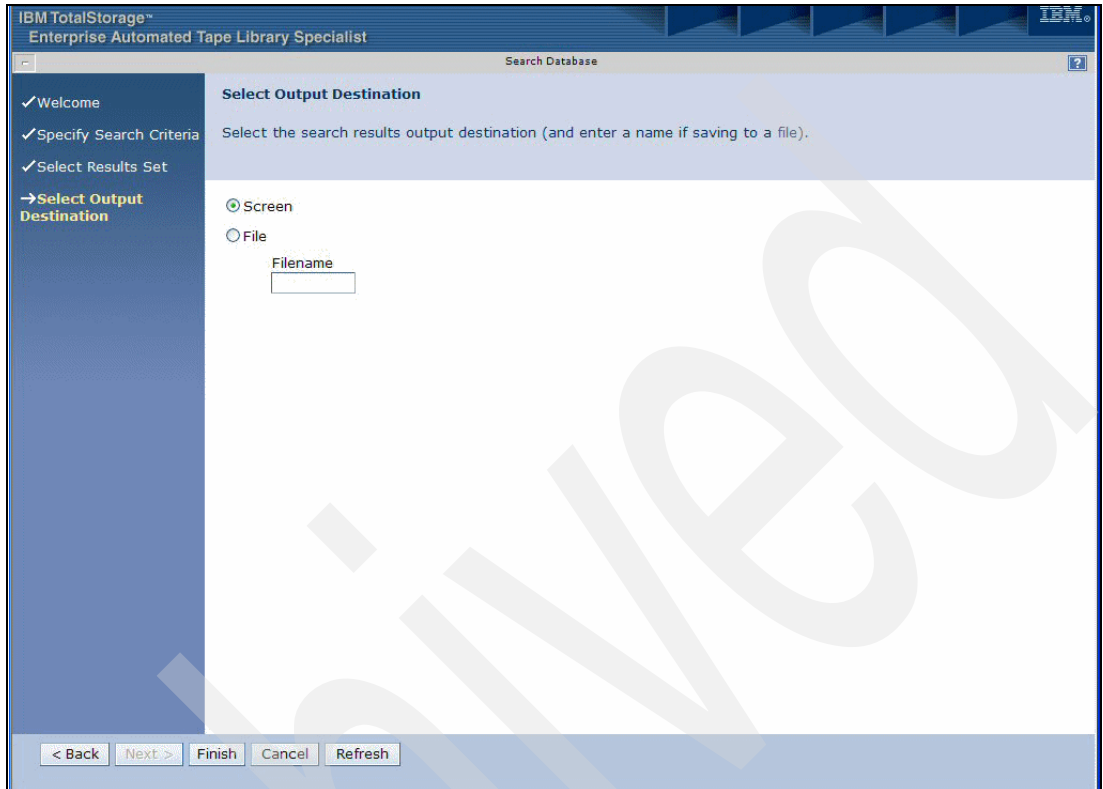 IBM TotalStorage™
Enterprise Automated Tape Library Specialist
IBM®
Search Database
?
✓Welcome
✓Specify Search Criteria
✓Select Results Set
→Select Output
Destination
Select Output Destination
Select the search results output destination (and enter a name if saving to a file).
Screen
File
Filename
< Back
Next >
Finish
Cancel
Refresh
hived